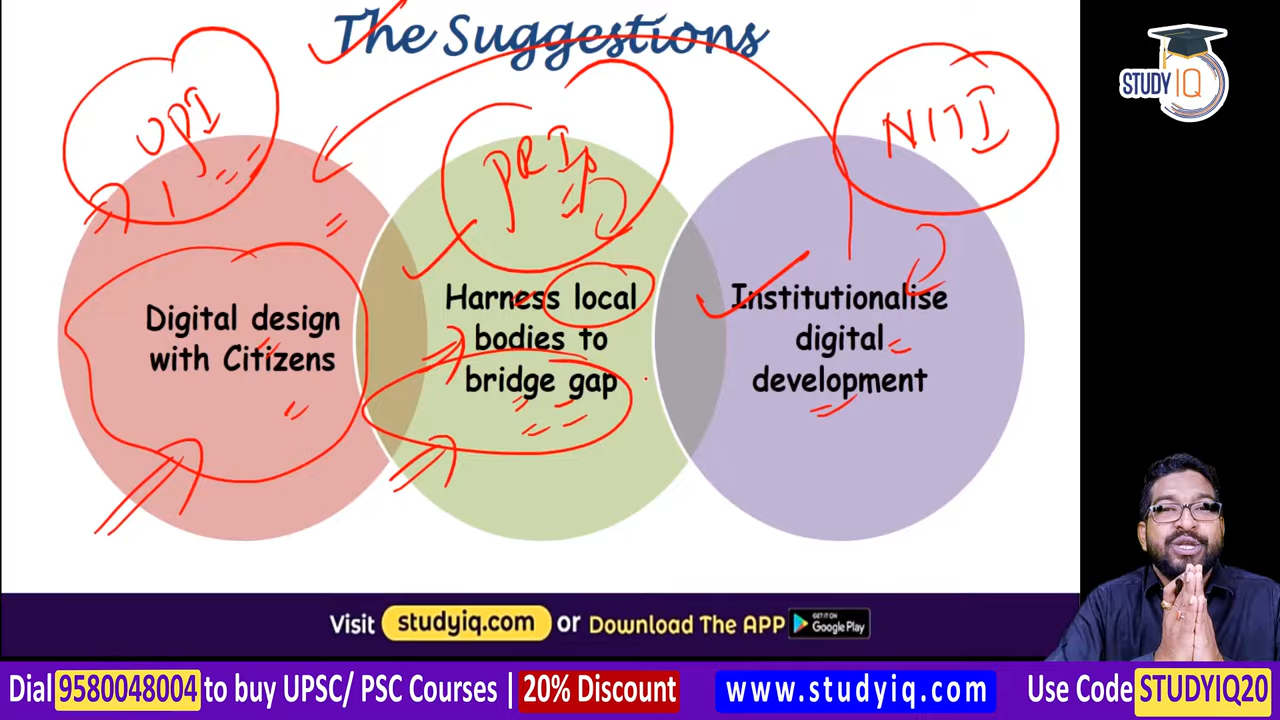 The Suggestions
STUDY IQ
UPI
PRIs
NITI
Digital design
with Citizens
Harness local
bodies to
bridge gap
Institutionalise
digital
development
Visit studyiq.com or Download The APP GET IT ON Google Play
Dial 9580048004 to buy UPSC/ PSC Courses | 20% Discount www.studyiq.com Use Code STUDYIQ20